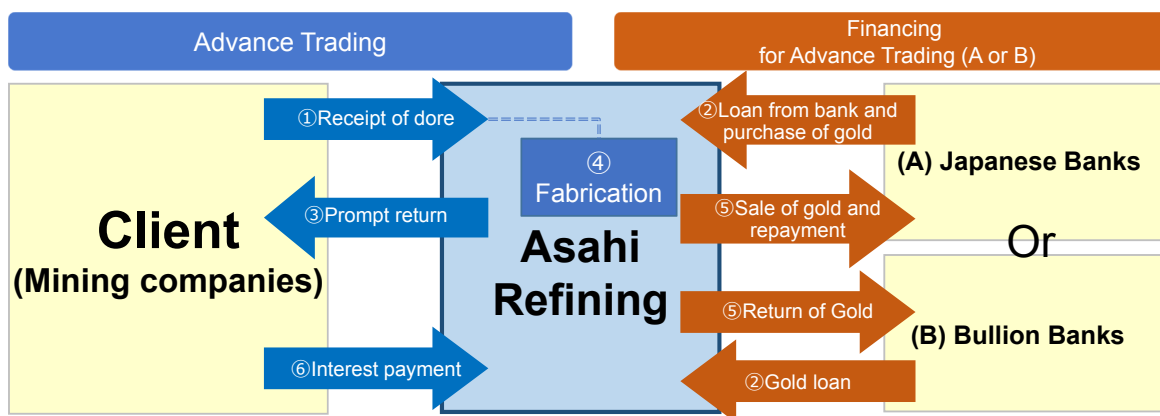 Advance Trading
Financing
for Advance Trading (A or B)
①Receipt of dore
②Loan from bank and
purchase of gold
(A) Japanese Banks
④
Fabrication
③Prompt return
⑤Sale of gold and
repayment
Client
(Mining companies)
Asahi
Refining
Or
⑤Return of Gold
(B) Bullion Banks
⑥Interest payment
②Gold loan